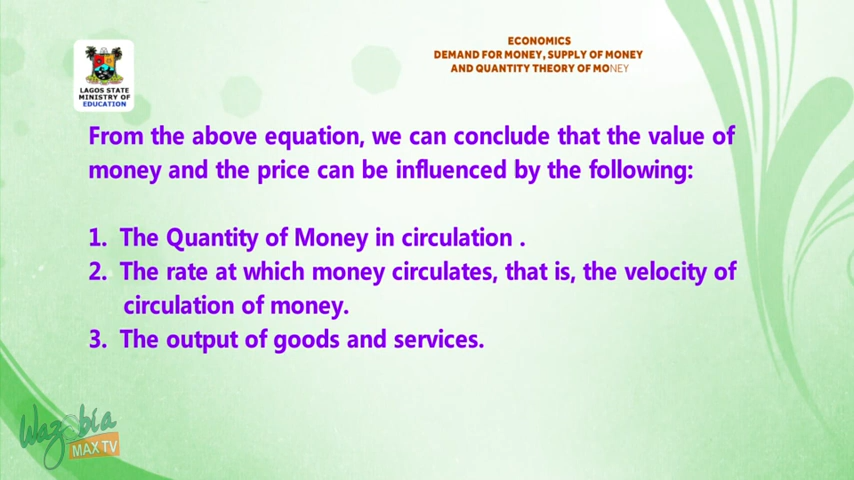 ECONOMICS
DEMAND FOR MONEY, SUPPLY OF MONEY
AND QUANTITY THEORY OF MONEY
LAGOS STATE
MINISTRY OF
EDUCATION
From the above equation, we can conclude that the value of
money and the price can be influenced by the following:
1. The Quantity of Money in circulation .
2. The rate at which money circulates, that is, the velocity of
circulation of money.
3. The output of goods and services.
Wazobia
MAX TV